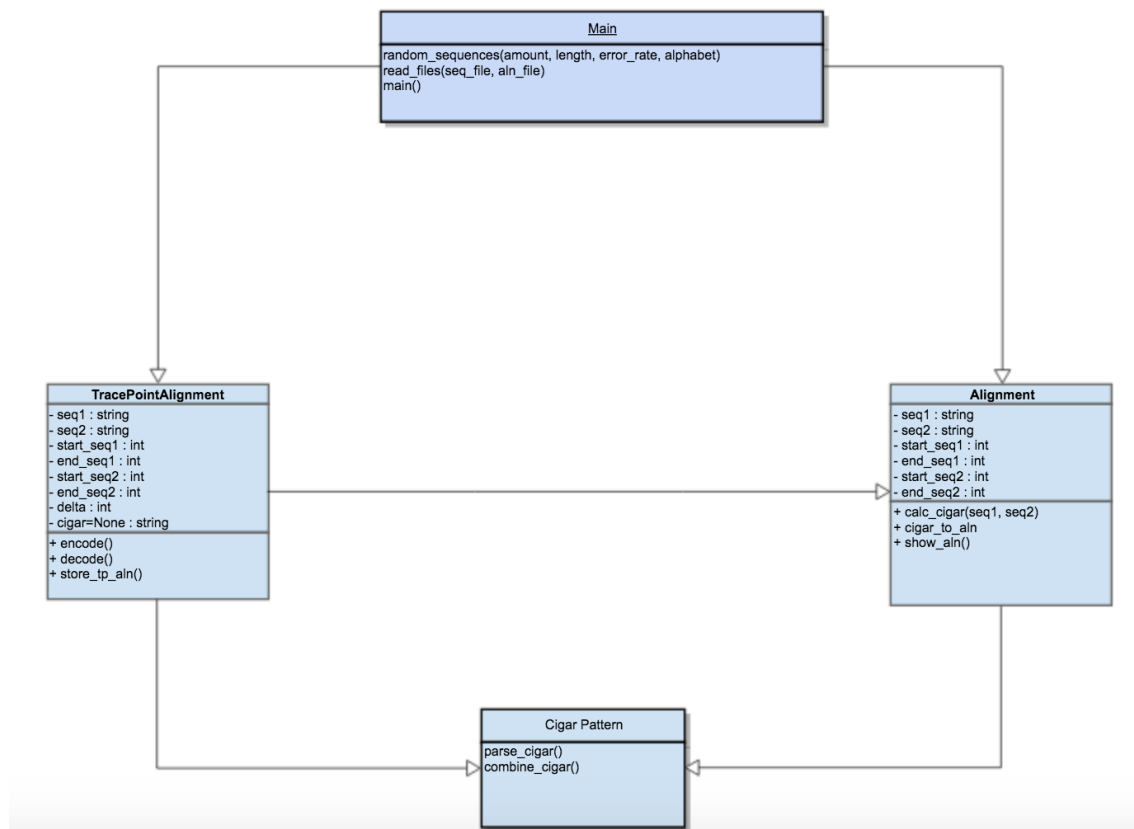 Main
random_sequences(amount, length, error_rate, alphabet)
read_files(seq_file, aln_file)
main()
TracePointAlignment
- seq1 : string
- seq2 : string
- start_seq1 : int
- end_seq1 : int
- start_seq2 : int
- end_seq2 : int
- delta : int
- cigar=None : string
+ encode()
+ decode()
+ store_tp_aln()
Alignment
- seq1 : string
- seq2 : string
- start_seq1 : int
- end_seq1 : int
- start_seq2 : int
- end_seq2 : int
+ calc_cigar(seq1, seq2)
+ cigar_to_aln
+ show_aln()
Cigar Pattern
parse_cigar()
combine_cigar()